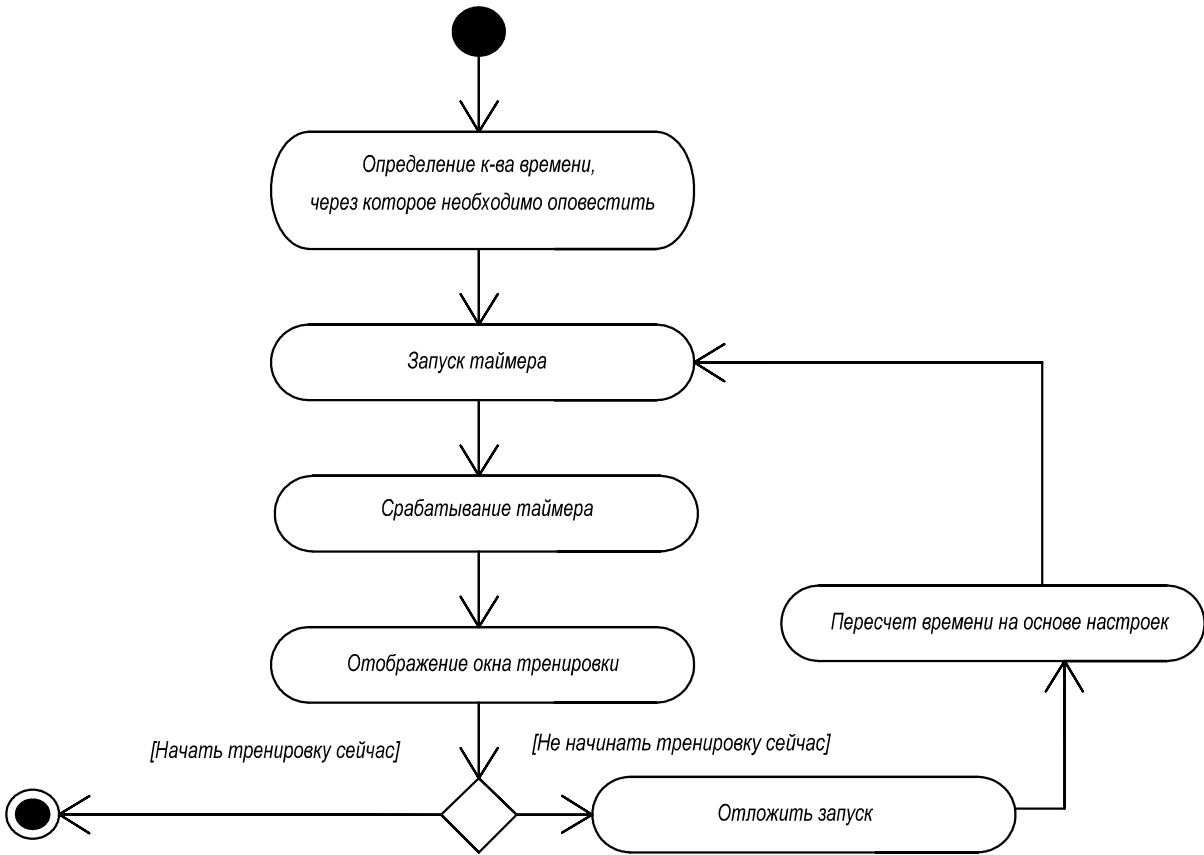 Определение к-ва времени,
через которое необходимо оповестить
Запуск таймера
Срабатывание таймера
Пересчет времени на основе настроек
Отображение окна тренировки
[Начать тренировку сейчас]
[Не начинать тренировку сейчас]
Отложить запуск